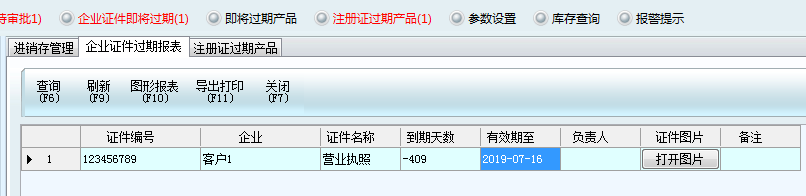 待审批1) 企业证件即将过期(1) 即将过期产品 注册证过期产品(1) 参数设置 库存查询 报警提示
进销存管理 企业证件过期报表 注册证过期产品
查询 刷新 图形报表 导出打印 关闭
(F6) (F9) (F10) (F11) (F7)
证件编号 企业 证件名称 到期天数 有效期至 负责人 证件图片 备注
1 123456789 客户1 营业执照 -409 2019-07-16 打开图片